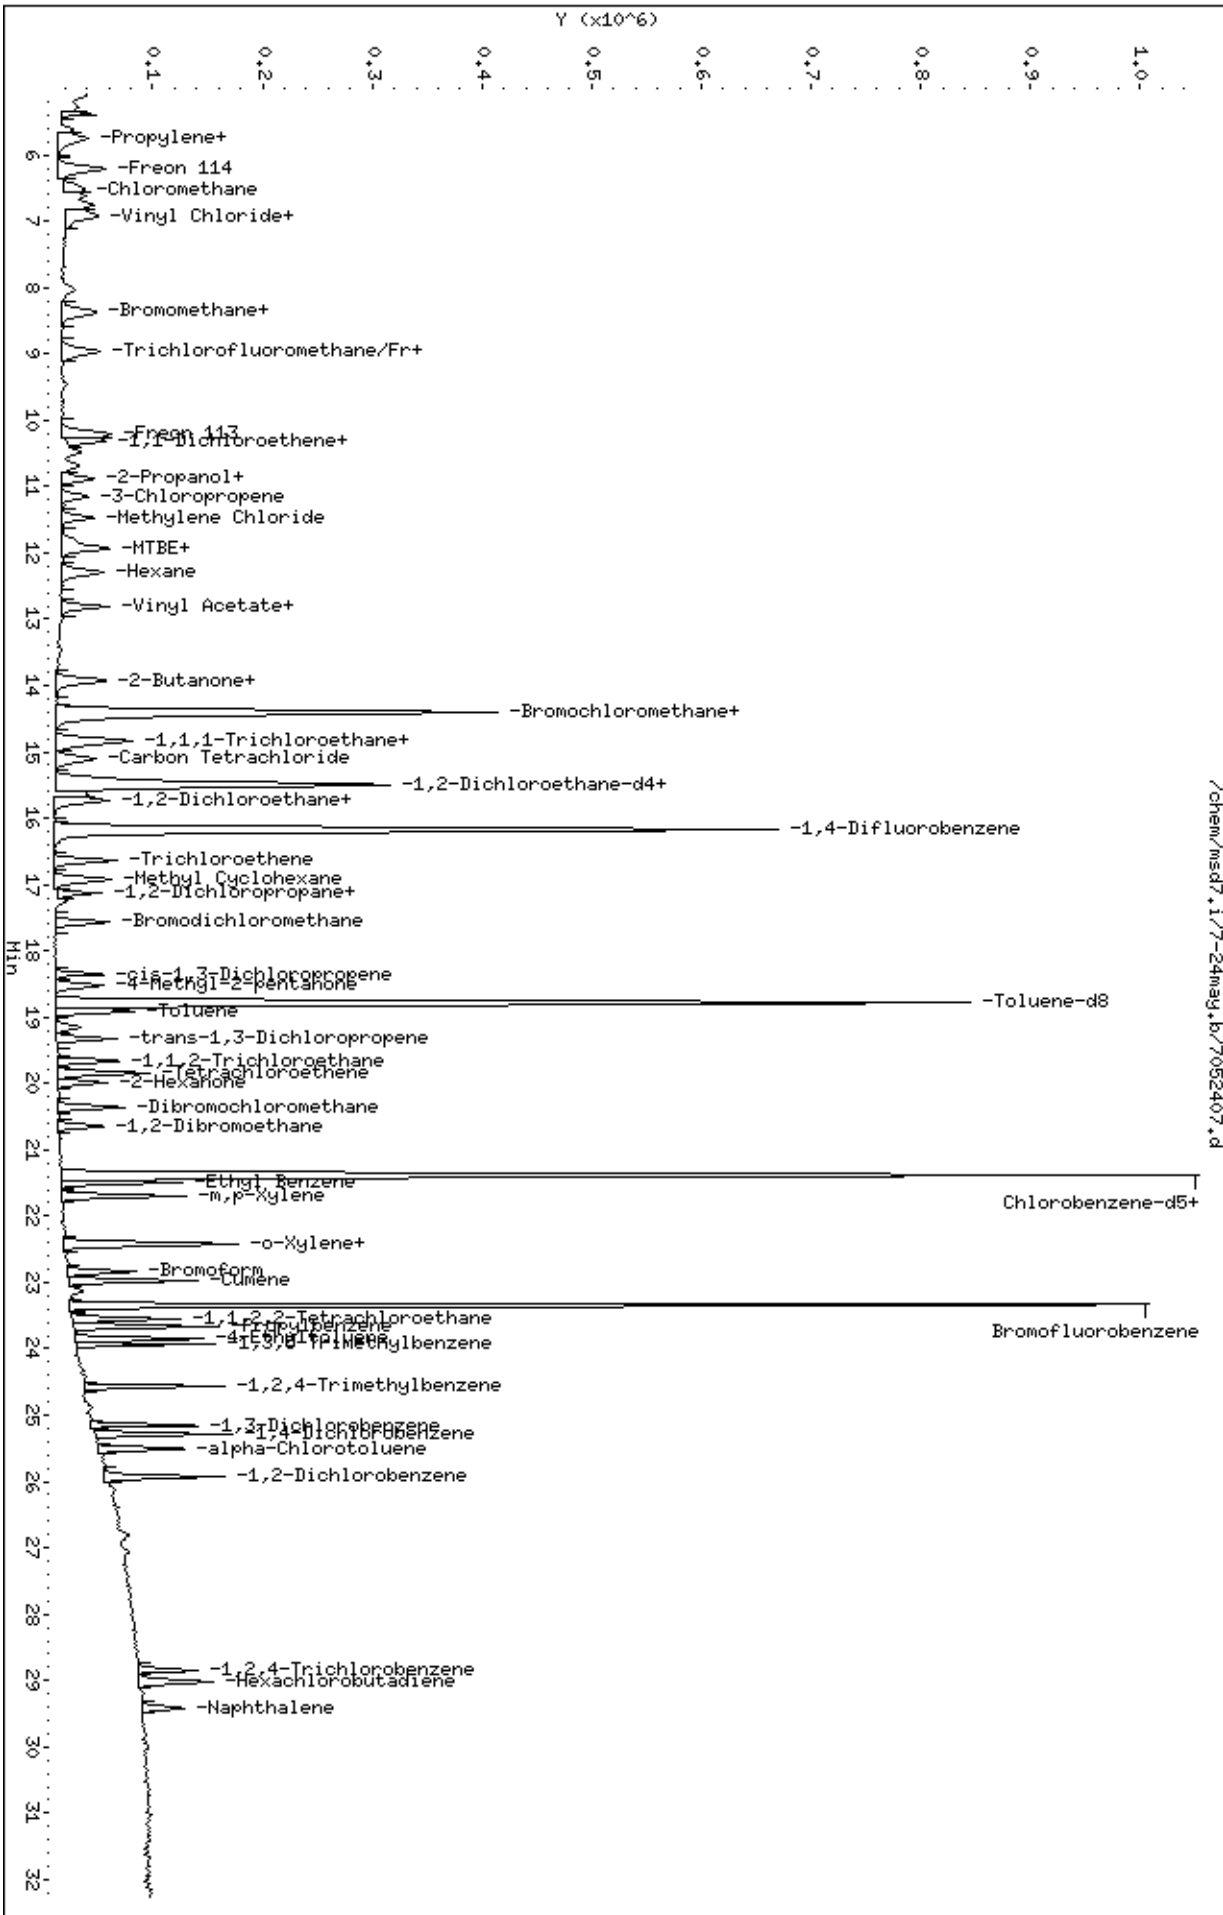 Y (x10^6)
0.1
0.2
0.3
0.4
0.5
0.6
0.7
0.8
0.9
1.0
/chem/msd7.i/7-24may.b/7052407.d
-Propylene+
6
-Freon 114
-Chloromethane
-Vinyl Chloride+
7
8
-Bromomethane+
9
-Trichlorofluoromethane/Fr+
10
-Freon 113
-1,1-Dichloroethene+
-2-Propanol+
11
-3-Chloropropene
-Methylene Chloride
12
-MTBE+
-Hexane
-Vinyl Acetate+
13
14
-2-Butanone+
-Bromochloromethane+
-1,1,1-Trichloroethane+
15
-Carbon Tetrachloride
-1,2-Dichloroethane-d4+
-1,2-Dichloroethane+
16
-1,4-Difluorobenzene
-Trichloroethene
-Methyl Cyclohexane
17
-1,2-Dichloropropane+
-Bromodichloromethane
18
Min
-cis-1,3-Dichloropropene
-4-Methyl-2-pentanone
-Toluene-d8
19
-Toluene
-trans-1,3-Dichloropropene
-1,1,2-Trichloroethane
-Tetrachloroethene
20
-2-Hexanone
-Dibromochloromethane
-1,2-Dibromoethane
21
-Ethyl Benzene
-m,p-Xylene
Chlorobenzene-d5+
22
-o-Xylene+
-Bromoform
23
-Cumene
-1,1,2,2-Tetrachloroethane
-Propylbenzene
Bromofluorobenzene
-4-Ethyltoluene
-1,3,5-Trimethylbenzene
24
-1,2,4-Trimethylbenzene
25
-1,3-Dichlorobenzene
-1,4-Dichlorobenzene
-alpha-Chlorotoluene
-1,2-Dichlorobenzene
26
27
28
-1,2,4-Trichlorobenzene
29
-Hexachlorobutadiene
-Naphthalene
30
31
32